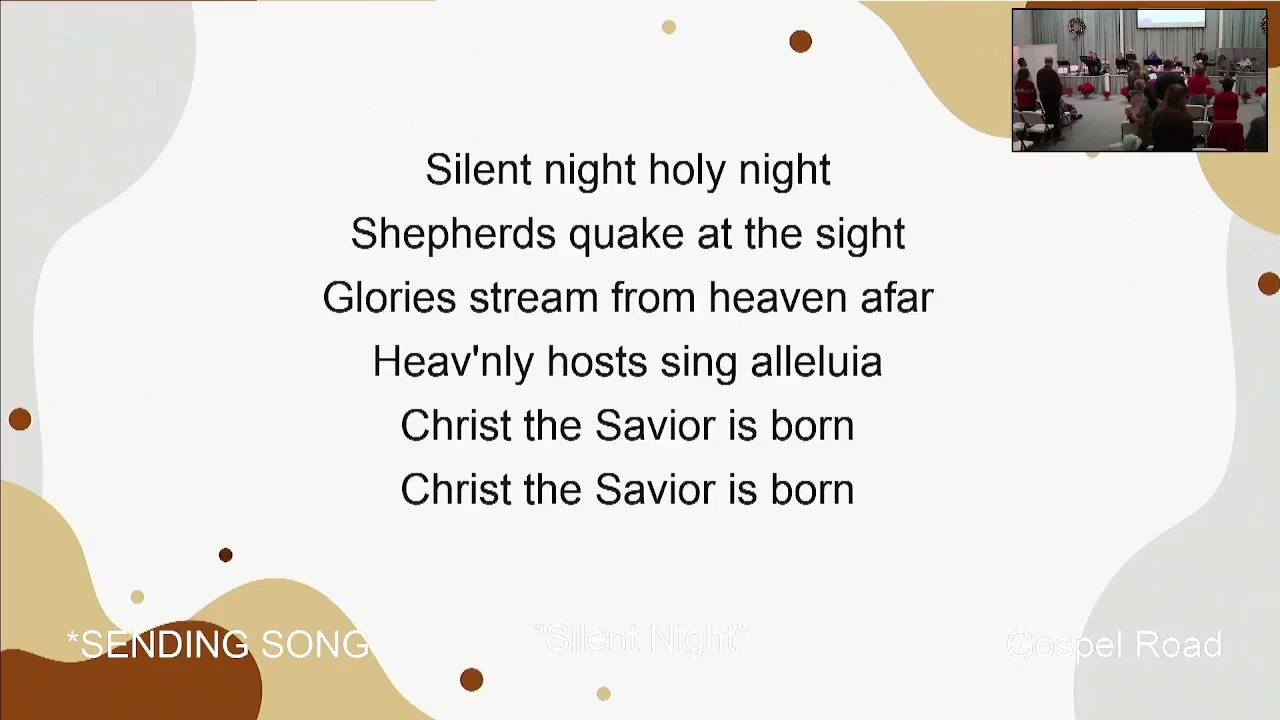 Silent night holy night
Shepherds quake at the sight
Glories stream from heaven afar
Heav'nly hosts sing alleluia
Christ the Savior is born
Christ the Savior is born
*SENDING SONG
"Silent Night"
Gospel Road